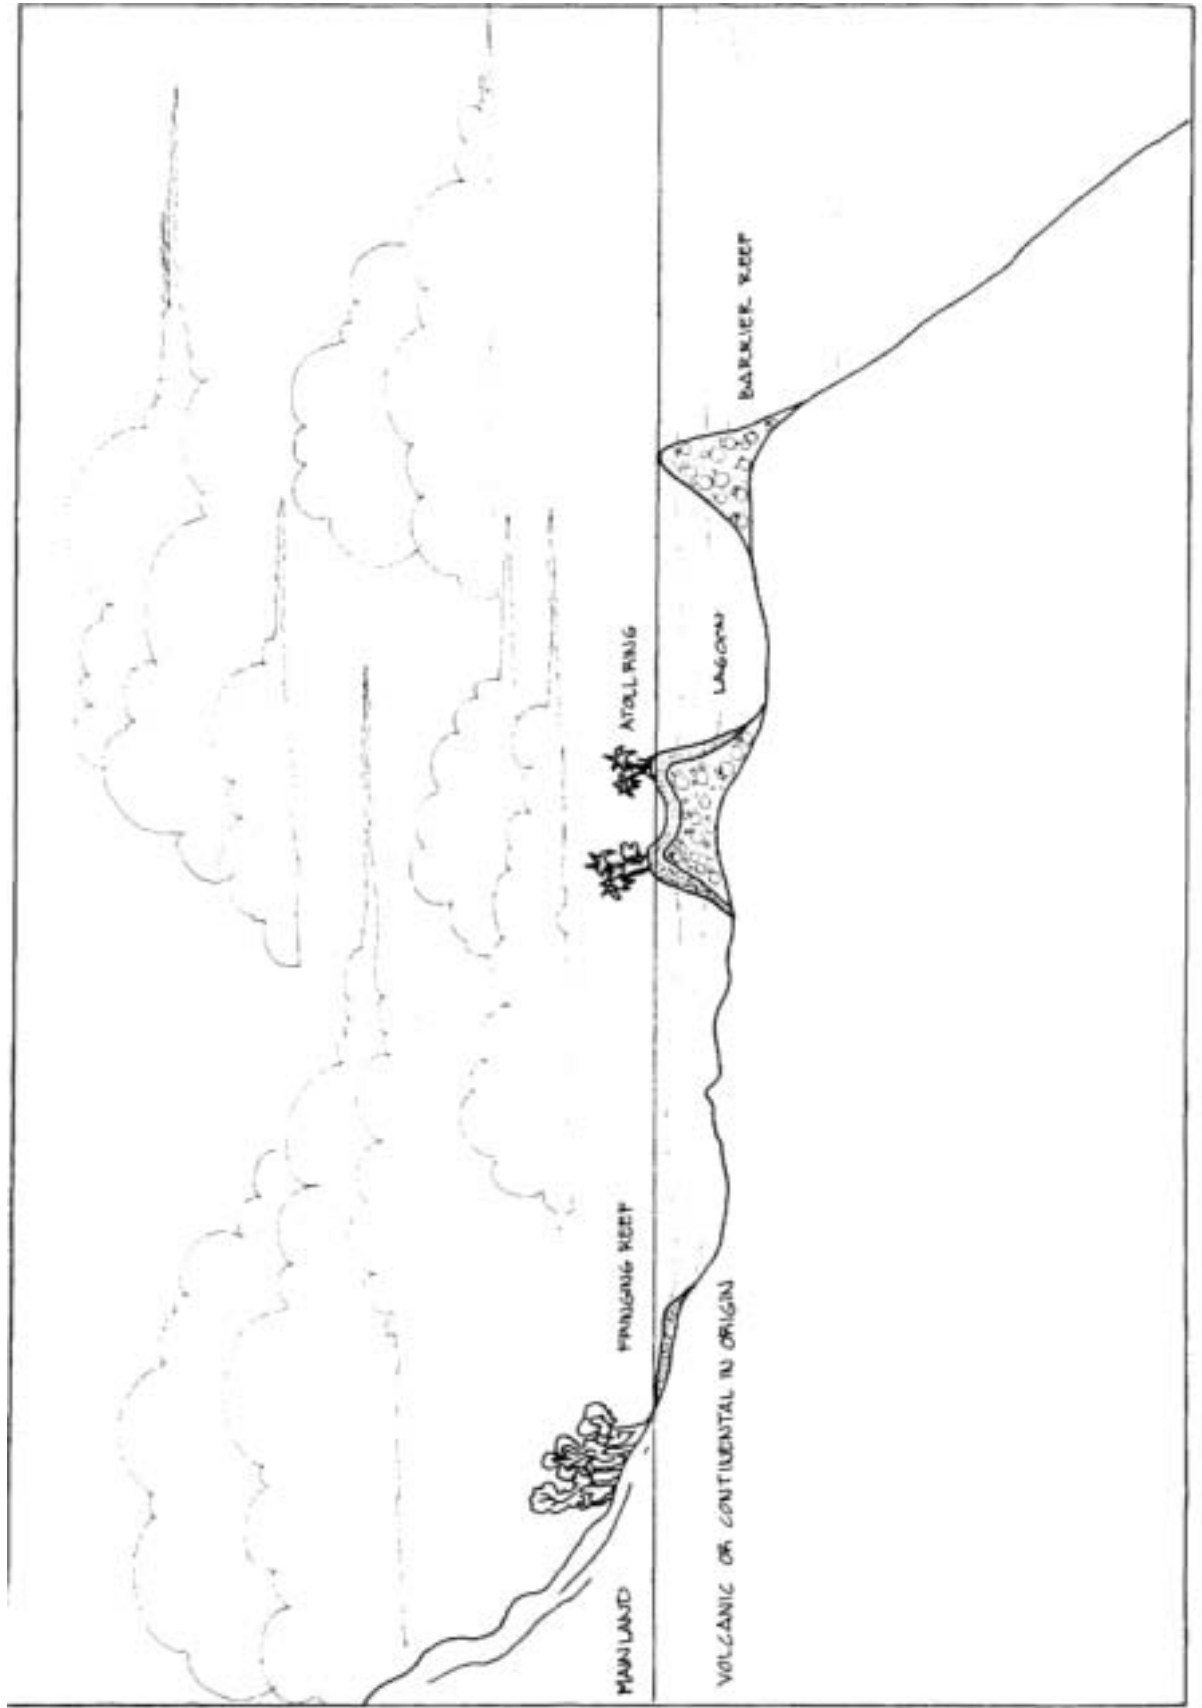 MAINLAND
FRINGING REEF
ATOLL RING
VOLCANIC OR CONTINENTAL IN ORIGIN
LAGOON
BARRIER REEF